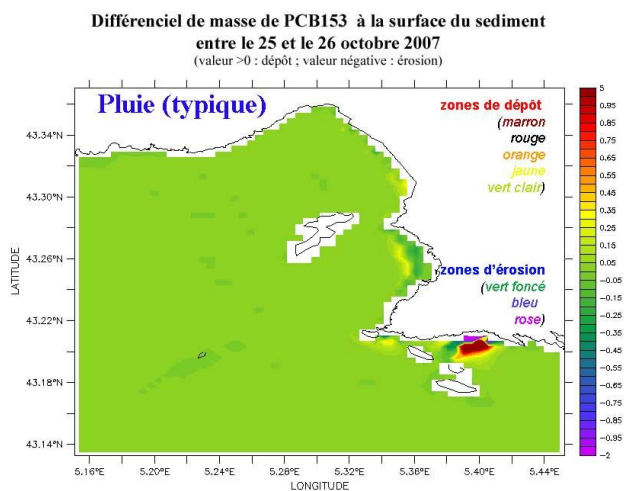 Différenciel de masse de PCB153 à la surface du sediment
entre le 25 et le 26 octobre 2007
(valeur >0 : dépôt ; valeur négative : érosion)
Pluie (typique)
zones de dépôt
(marron
rouge
orange
jaune
vert clair)
zones d'érosion
(vert foncé
bleu
rose)
LATITUDE
43.34°N
43.30°N
43.26°N
43.22°N
43.18°N
43.14°N
5.16°E 5.20°E 5.24°E 5.28°E 5.32°E 5.36°E 5.40°E 5.44°E
LONGITUDE
5
0.95
0.85
0.75
0.65
0.55
0.45
0.35
0.25
0.15
0.05
-0.05
-0.15
-0.25
-0.35
-0.45
-0.55
-0.65
-0.75
-0.85
-0.95
-2